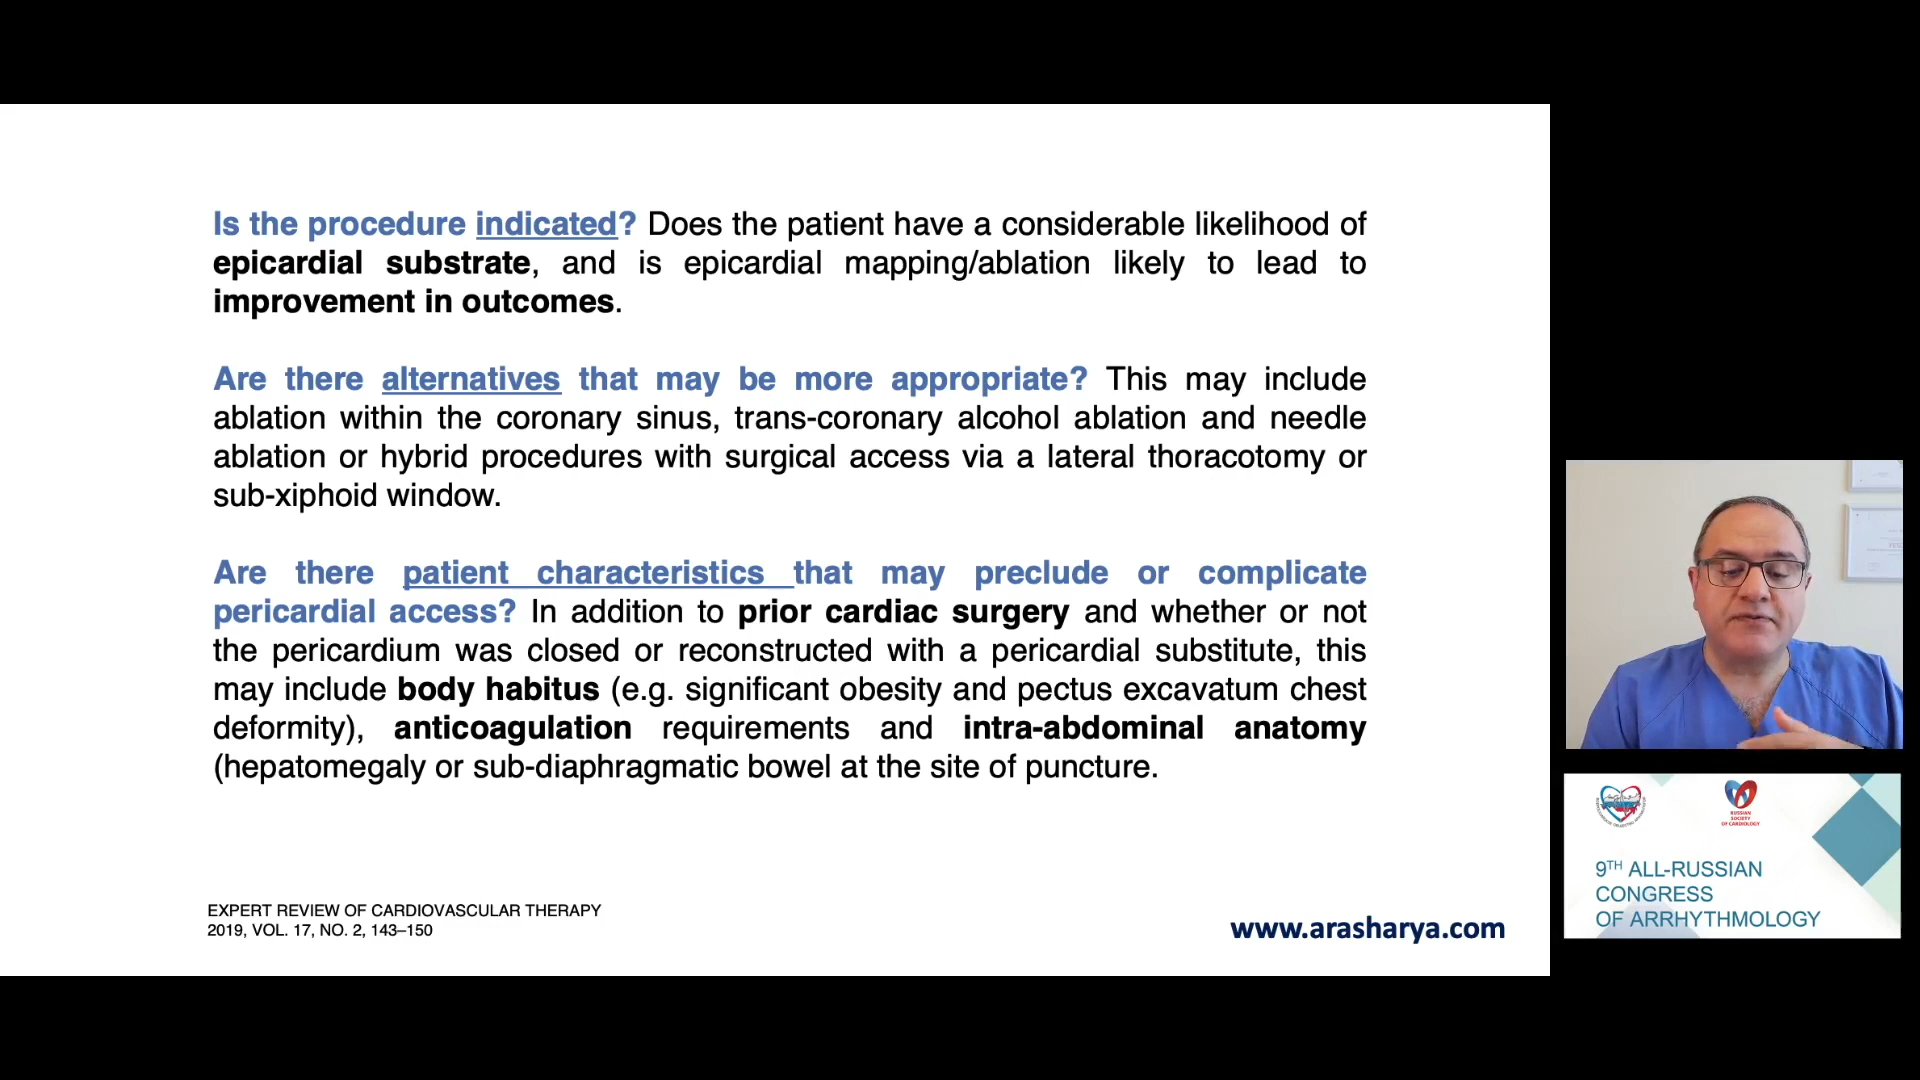 Is the procedure indicated? Does the patient have a considerable likelihood of
epicardial substrate, and is epicardial mapping/ablation likely to lead to
improvement in outcomes.
Are there alternatives that may be more appropriate? This may include
ablation within the coronary sinus, trans-coronary alcohol ablation and needle
ablation or hybrid procedures with surgical access via a lateral thoracotomy or
sub-xiphoid window.
Are there patient characteristics that may preclude or complicate
pericardial access? In addition to prior cardiac surgery and whether or not
the pericardium was closed or reconstructed with a pericardial substitute, this
may include body habitus (e.g. significant obesity and pectus excavatum chest
deformity), anticoagulation requirements and intra-abdominal anatomy
(hepatomegaly or sub-diaphragmatic bowel at the site of puncture.
EXPERT REVIEW OF CARDIOVASCULAR THERAPY
2019, VOL. 17, NO. 2, 143–150
www.arasharya.com
RUSSIAN
SOCIETY
OF CARDIOLOGY
9TH ALL-RUSSIAN
CONGRESS
OF ARRHYTHMOLOGY